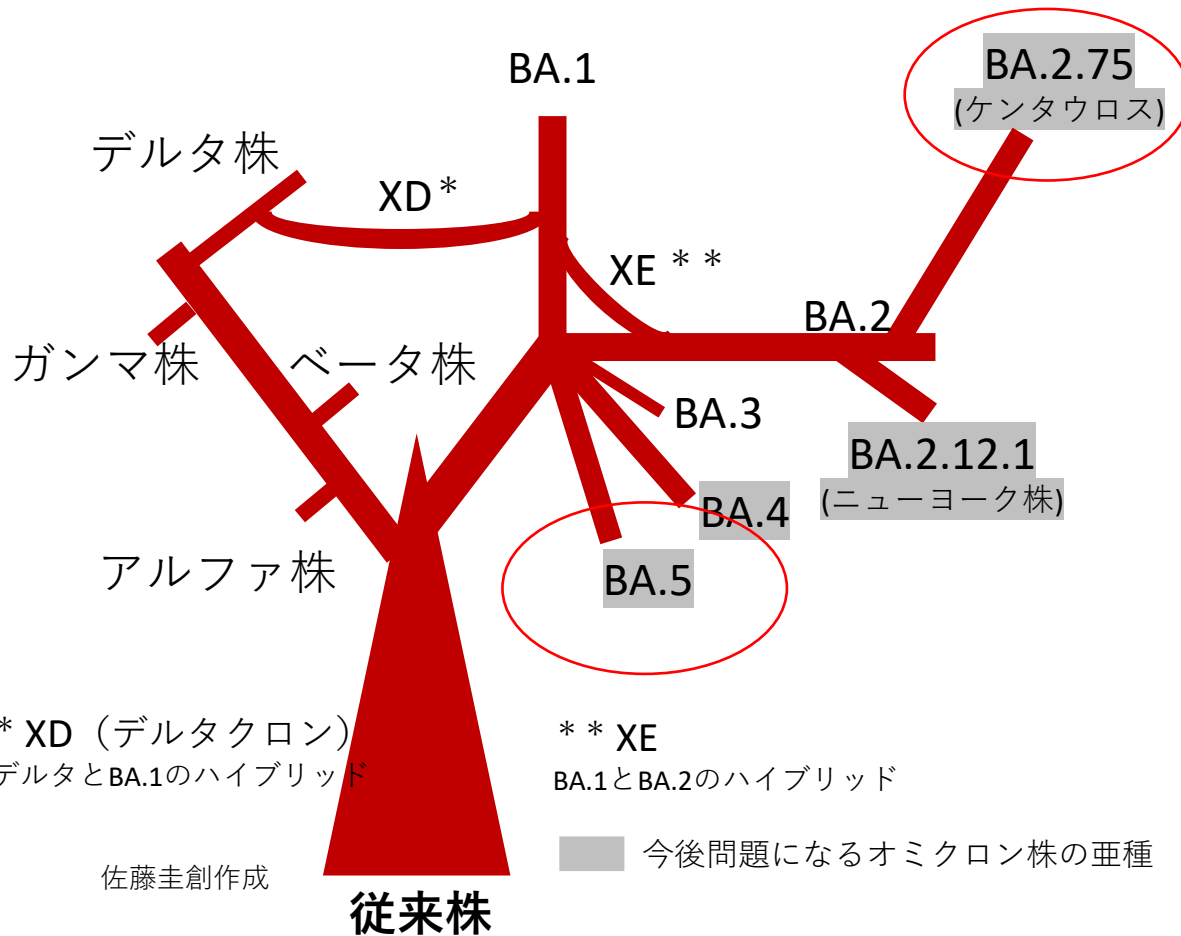 BA.1
BA.2.75
(ケンタウロス)
デルタ株
XD*
XE**
BA.2
ガンマ株
ベータ株
BA.3
BA.2.12.1
(ニューヨーク株)
BA.4
アルファ株
BA.5
*XD（デルタクロン）
デルタとBA.1のハイブリッド
**XE
BA.1とBA.2のハイブリッド
今後問題になるオミクロン株の亜種
佐藤圭創作成
従来株